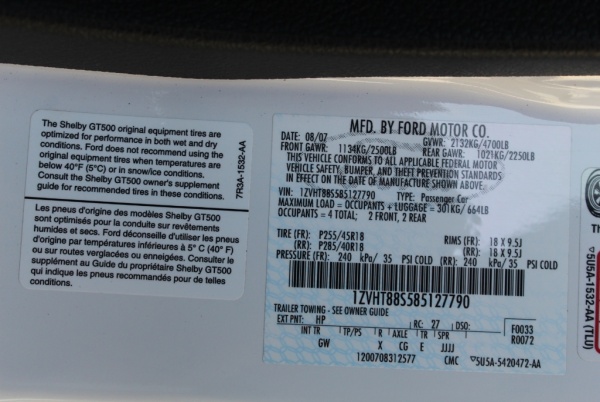 The Shelby GT500 original equipment tires are
optimized for performance in both wet and dry
conditions. Ford does not recommend using the
original equipment tires when temperatures are
below 40°F (5°C) or in snow/ice conditions.
Consult the Shelby GT500 owner's supplement
guide for recommended tires in these conditions.
7R3A-1532-AA
Les pneus d'origine des modèles Shelby GT500
sont optimisés pour la conduite sur revêtements
humides et secs. Ford déconseille d'utiliser les pneus
d'origine par températures inférieures à 5° C (40° F)
ou sur routes verglacées ou enneigées. Consulter le
supplément au Guide du propriétaire Shelby GT500
qui indique les pneus recommandés pour de telles
conditions.
MFD. BY FORD MOTOR CO.
DATE: 08/07 GVWR: 2132KG/4700LB
FRONT GAWR: 1134KG/2500LB REAR GAWR: 1021KG/2250LB
THIS VEHICLE CONFORMS TO ALL APPLICABLE FEDERAL MOTOR
VEHICLE SAFETY, BUMPER, AND THEFT PREVENTION STANDARDS
IN EFFECT ON THE DATE OF MANUFACTURE SHOWN ABOVE.
VIN: 1ZVHT88S585127790 TYPE: Passenger Car
MAXIMUM LOAD = OCCUPANTS + LUGGAGE = 301KG/ 664LB
OCCUPANTS = 4 TOTAL; 2 FRONT, 2 REAR
TIRE (F): P255/45R18 RIMS (F): 18 X 9.5J
(R): P285/40R18 (R): 18 X 9.5J
PRESSURE (F): 240 kPa/ 35 PSI COLD (R): 240 kPa/ 35 PSI COLD
1ZVHT88S585127790
TRAILER TOWING - SEE OWNER GUIDE
EXT PNT: HP RC: 27 DSO: F0033
INT TR TP/PS R AXLE TR SPR R0072
GW X CG E JJJJ
1200708312577 CMC 5U5A-5420472-AA
5U5A-1532-AA (TLU)